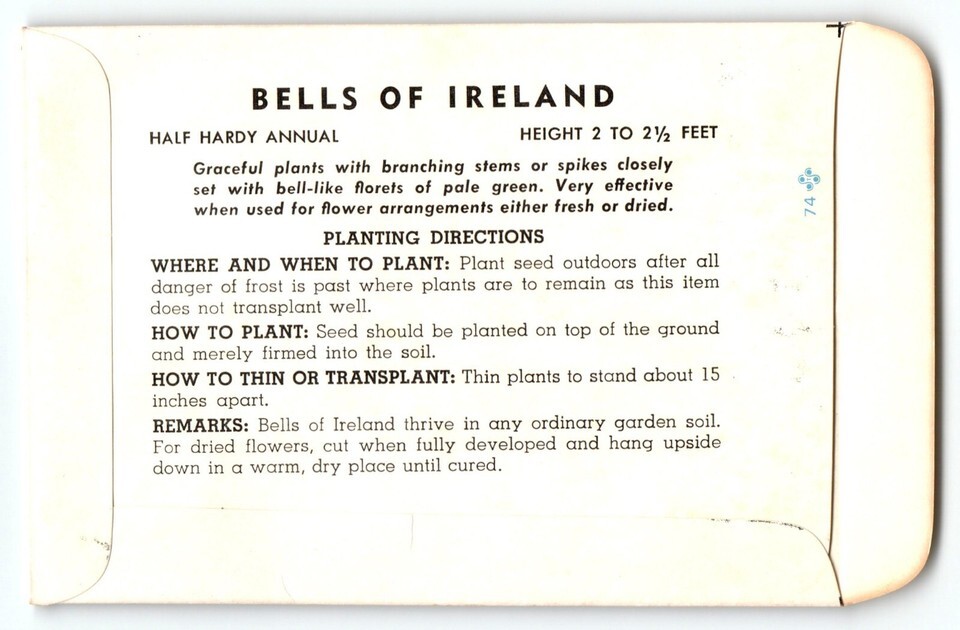 BELLS OF IRELAND
HALF HARDY ANNUAL HEIGHT 2 TO 2½ FEET
Graceful plants with branching stems or spikes closely
set with bell-like florets of pale green. Very effective
when used for flower arrangements either fresh or dried.
PLANTING DIRECTIONS
WHERE AND WHEN TO PLANT: Plant seed outdoors after all
danger of frost is past where plants are to remain as this item
does not transplant well.
HOW TO PLANT: Seed should be planted on top of the ground
and merely firmed into the soil.
HOW TO THIN OR TRANSPLANT: Thin plants to stand about 15
inches apart.
REMARKS: Bells of Ireland thrive in any ordinary garden soil.
For dried flowers, cut when fully developed and hang upside
down in a warm, dry place until cured.
74